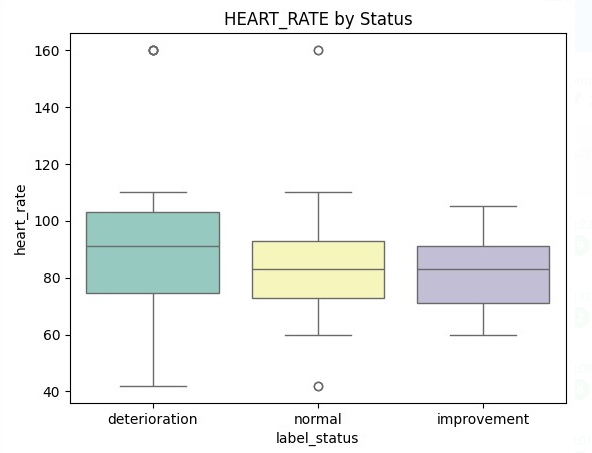 HEART_RATE by Status
160
140
120
100
80
60
40
heart_rate
deterioration
normal
improvement
label_status